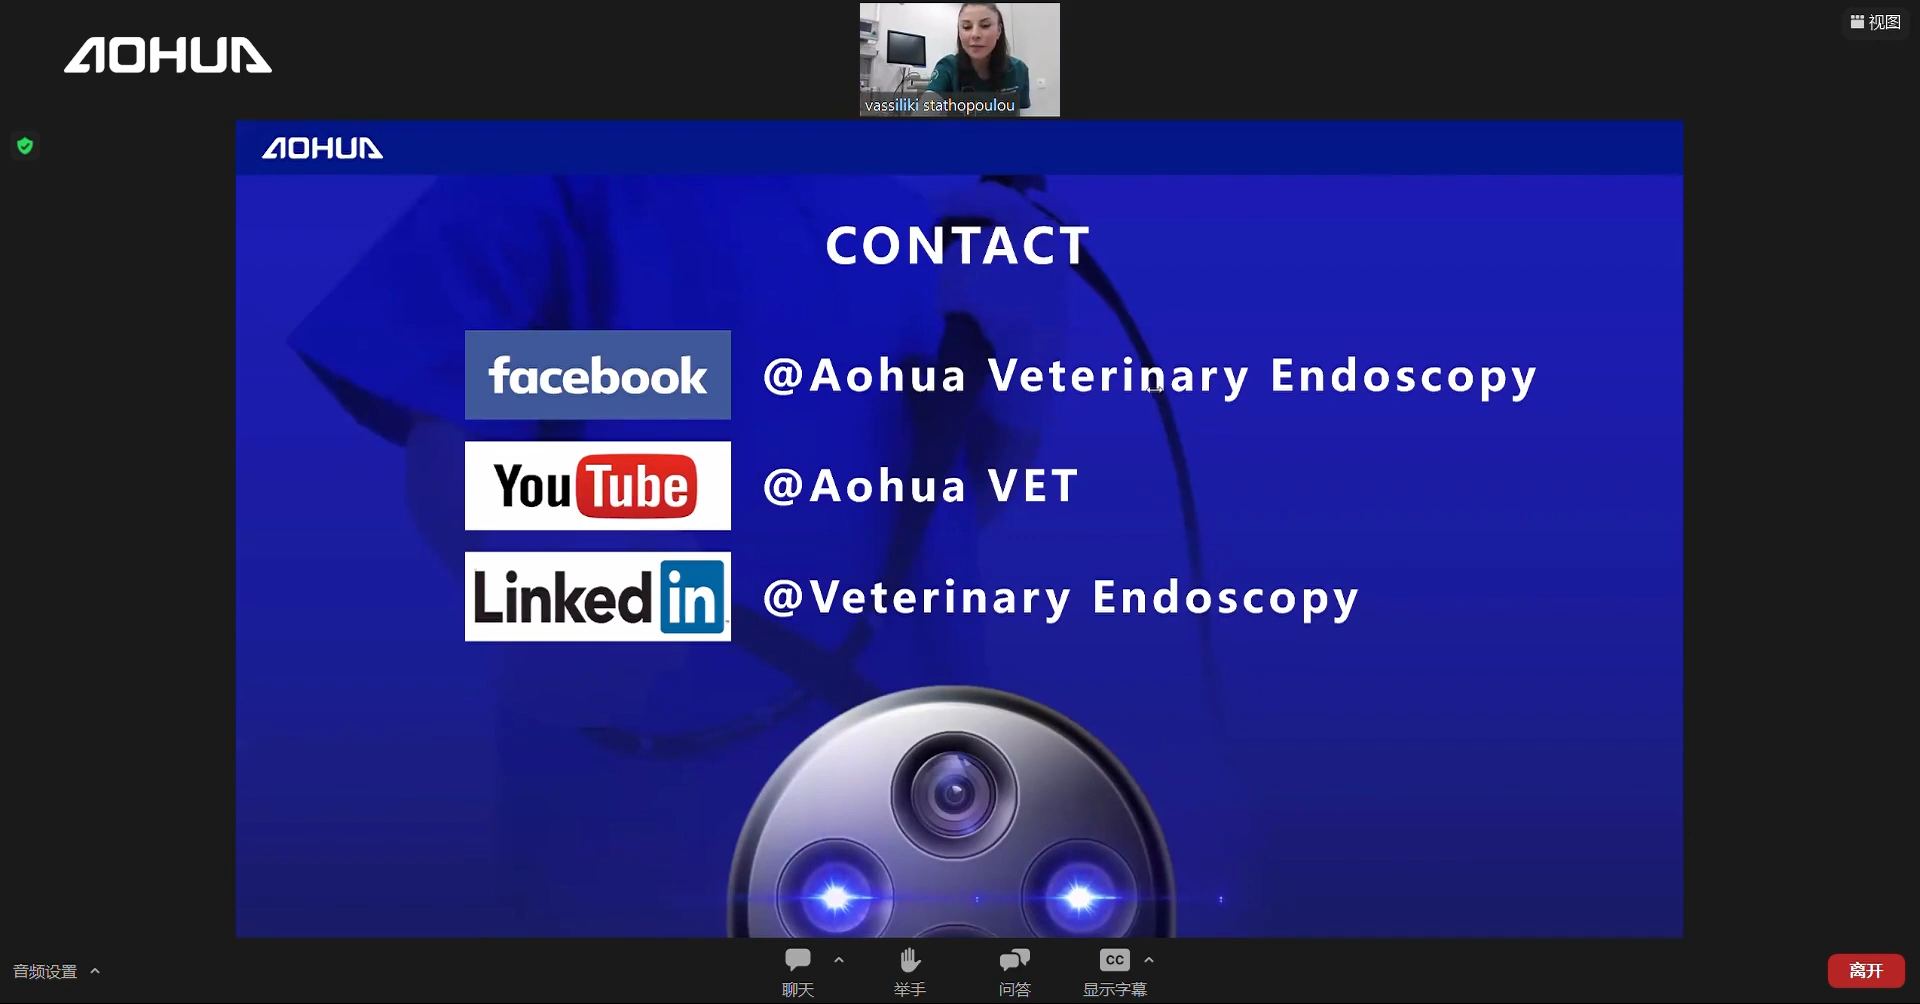 AOHUA
视图
vassiliki stathopoulou
AOHUA
CONTACT
facebook @Aohua Veterinary Endoscopy
YouTube @Aohua VET
Linkedin @Veterinary Endoscopy
音频设置
聊天
举手
问答
CC
显示字幕
离开